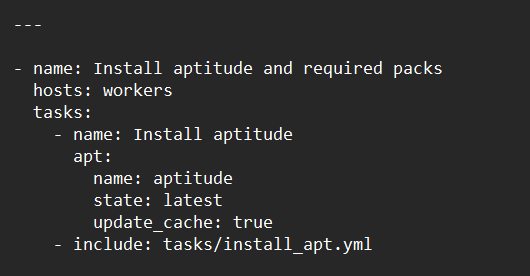 ---
- name: Install aptitude and required packs
  hosts: workers
  tasks:
    - name: Install aptitude
      apt:
        name: aptitude
        state: latest
        update_cache: true
    - include: tasks/install_apt.yml